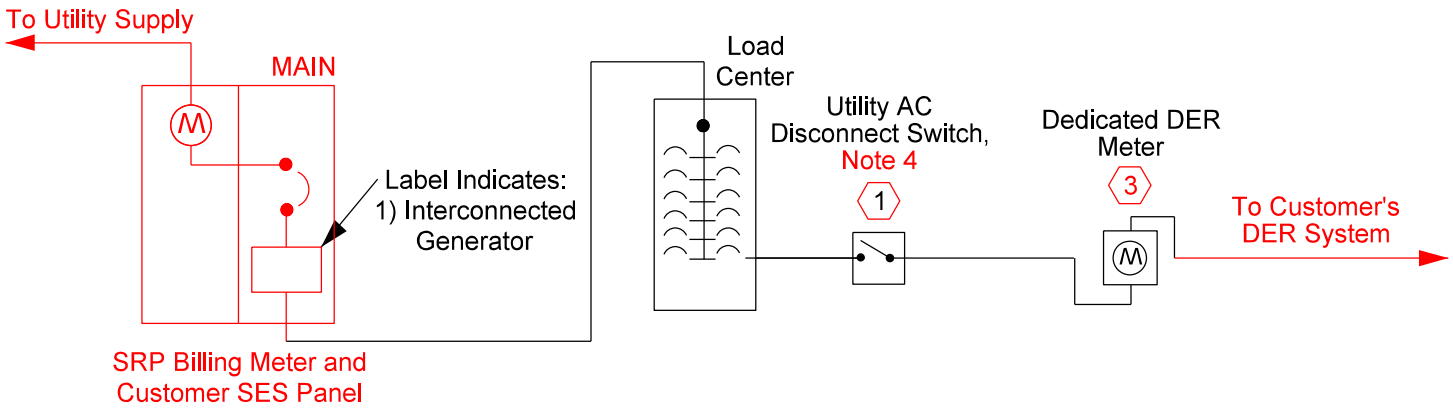 To Utility Supply
MAIN
M
Label Indicates:
1) Interconnected
Generator
SRP Billing Meter and
Customer SES Panel
Load
Center
Utility AC
Disconnect Switch,
Note 4
1
Dedicated DER
Meter
3
M
To Customer's
DER System